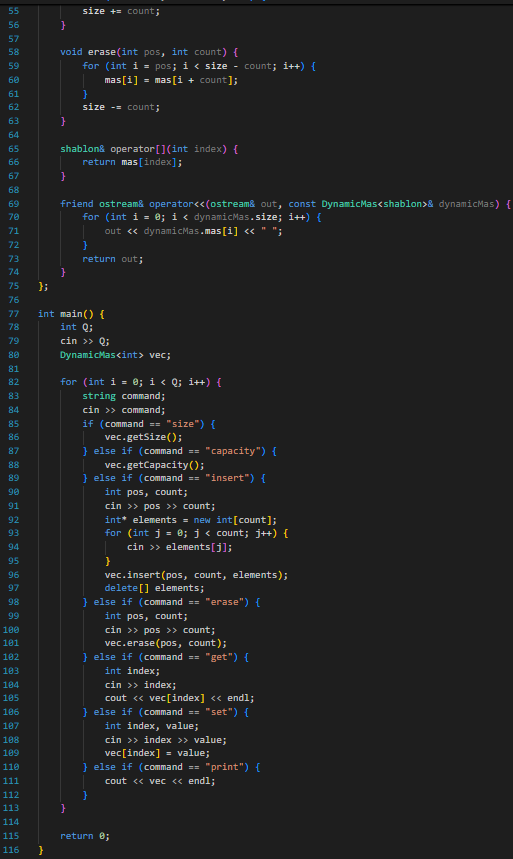 55 size += count;
56 }
57
58 void erase(int pos, int count) {
59 for (int i = pos; i < size - count; i++) {
60 mas[i] = mas[i + count];
61 }
62 size -= count;
63 }
64
65 shablon& operator[](int index) {
66 return mas[index];
67 }
68
69 friend ostream& operator<<(ostream& out, const DynamicMas<shablon>& dynamicMas) {
70 for (int i = 0; i < dynamicMas.size; i++) {
71 out << dynamicMas.mas[i] << " ";
72 }
73 return out;
74 }
75 };
76
77 int main() {
78 int Q;
79 cin >> Q;
80 DynamicMas<int> vec;
81
82 for (int i = 0; i < Q; i++) {
83 string command;
84 cin >> command;
85 if (command == "size") {
86 vec.getSize();
87 } else if (command == "capacity") {
88 vec.getCapacity();
89 } else if (command == "insert") {
90 int pos, count;
91 cin >> pos >> count;
92 int* elements = new int[count];
93 for (int j = 0; j < count; j++) {
94 cin >> elements[j];
95 }
96 vec.insert(pos, count, elements);
97 delete[] elements;
98 } else if (command == "erase") {
99 int pos, count;
100 cin >> pos >> count;
101 vec.erase(pos, count);
102 } else if (command == "get") {
103 int index;
104 cin >> index;
105 cout << vec[index] << endl;
106 } else if (command == "set") {
107 int index, value;
108 cin >> index >> value;
109 vec[index] = value;
110 } else if (command == "print") {
111 cout << vec << endl;
112 }
113 }
114
115 return 0;
116 }